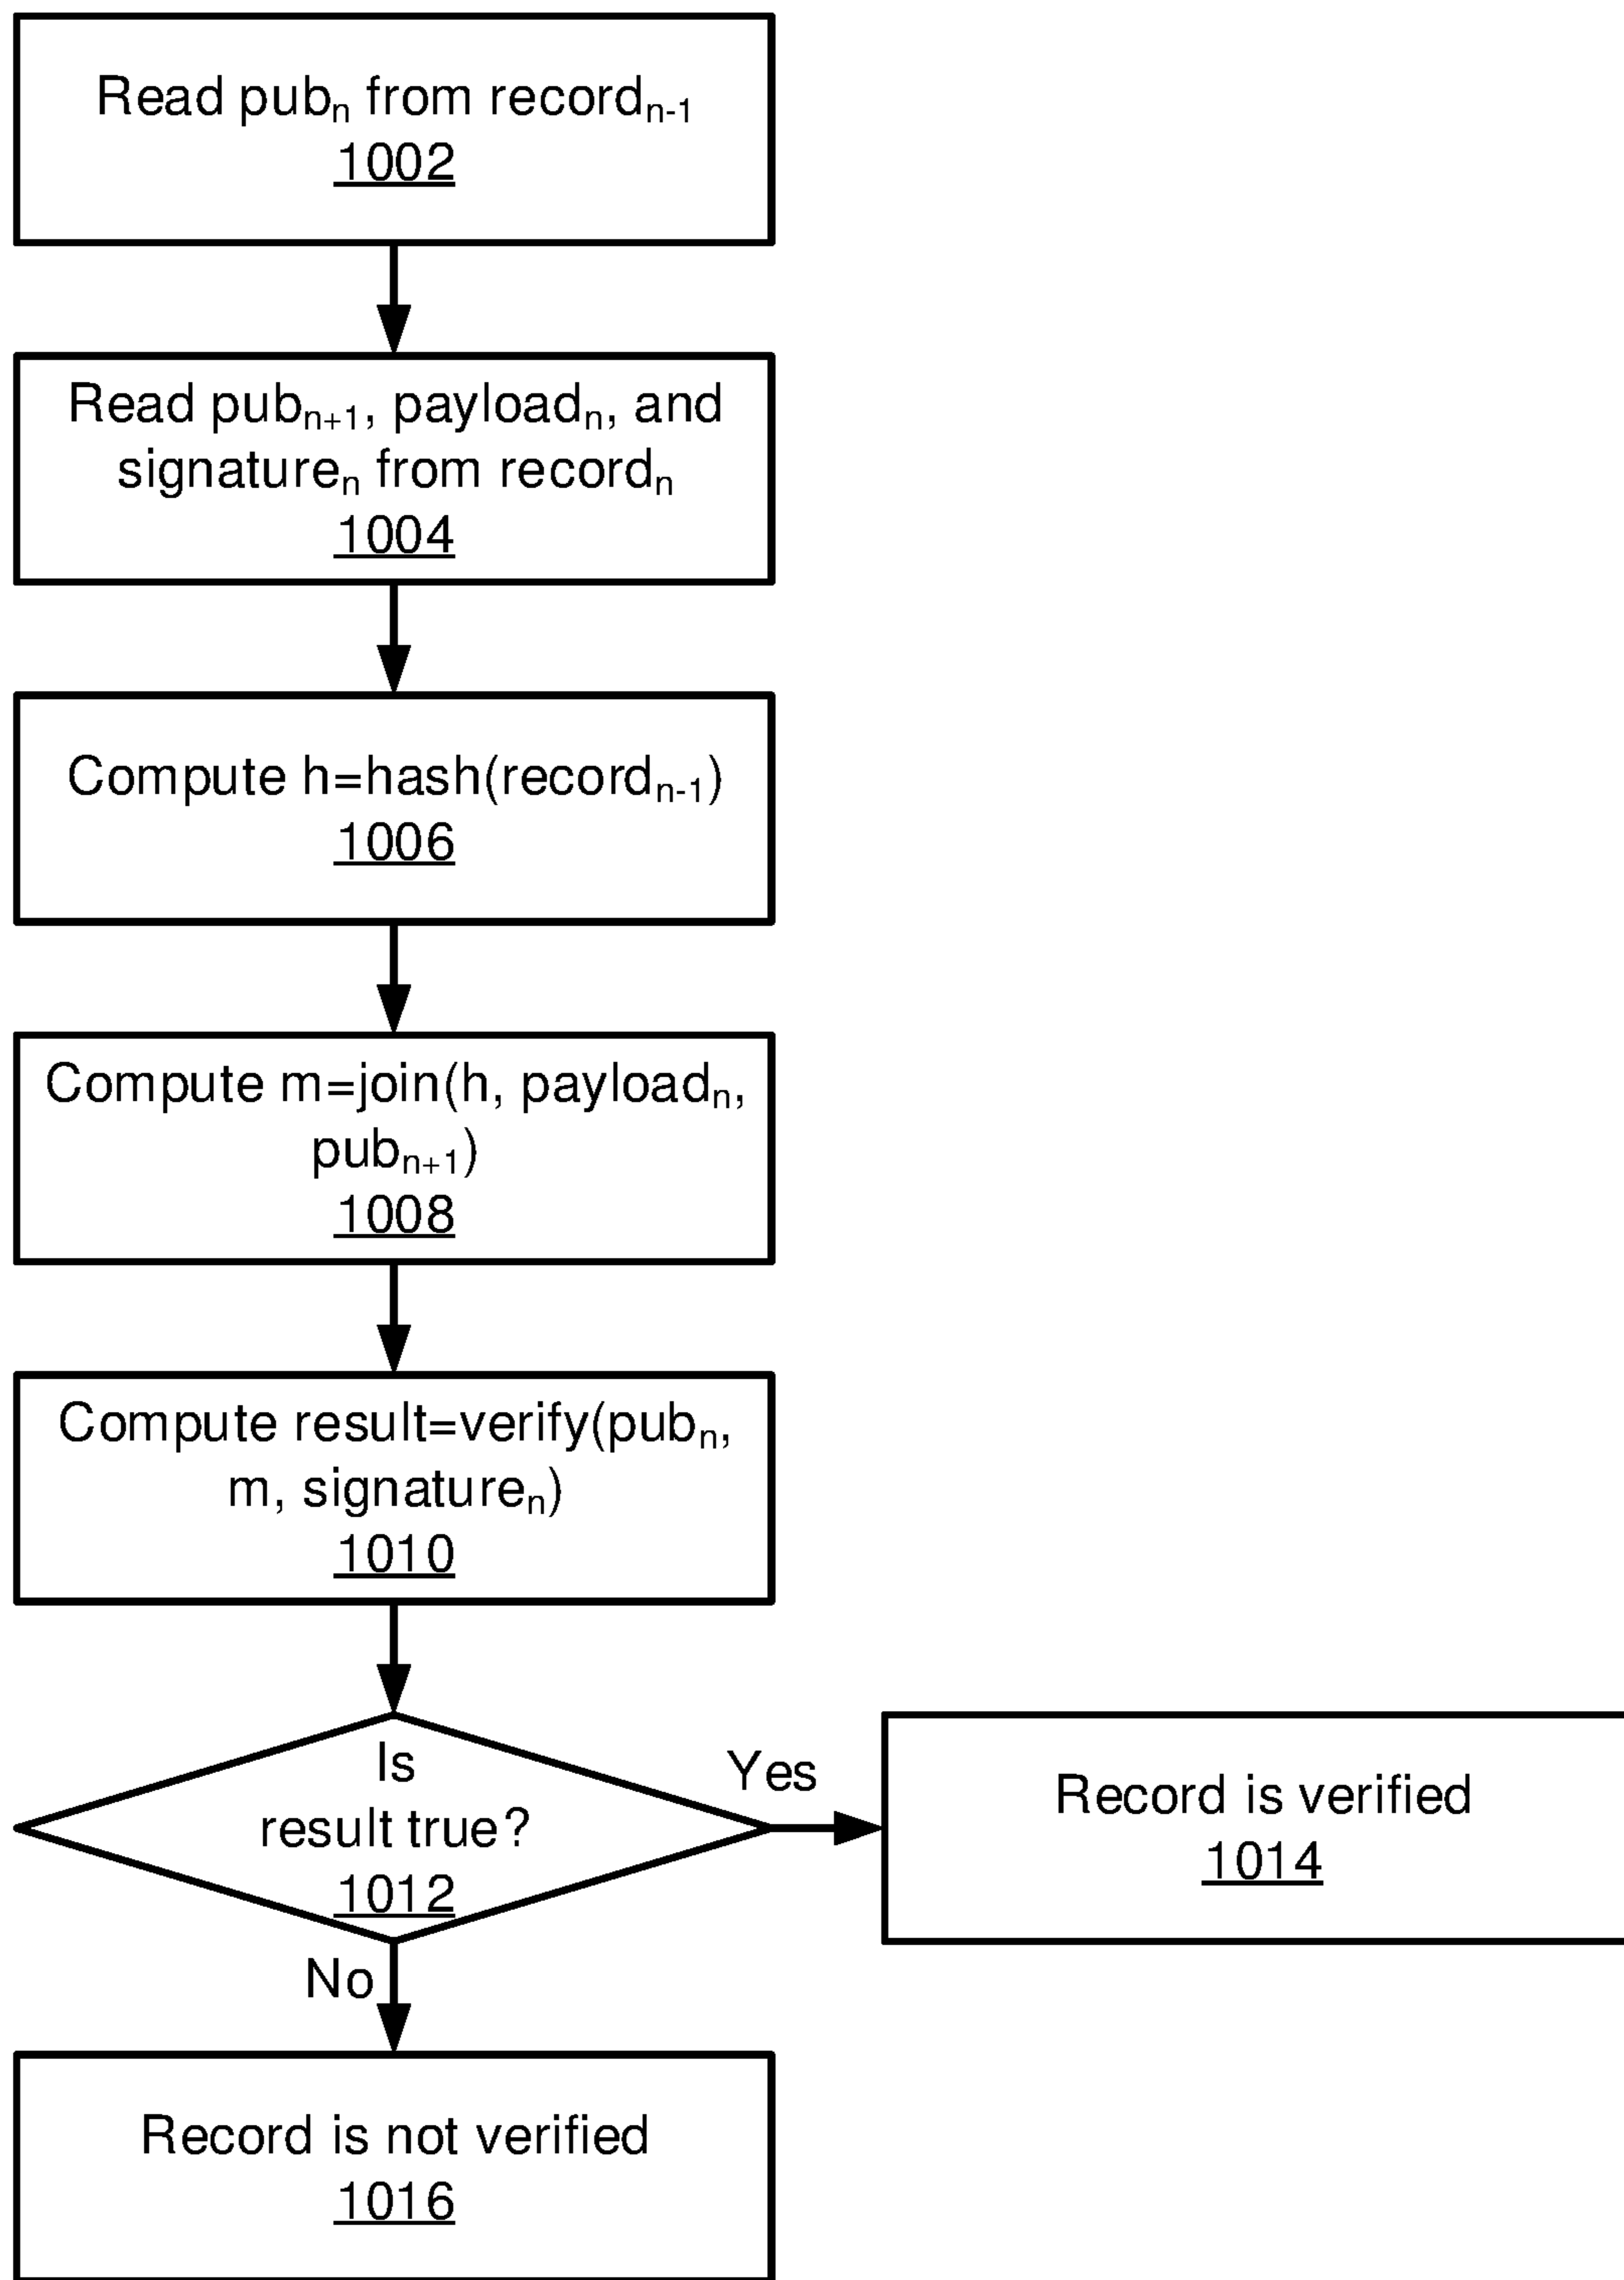 Read pubₙ from recordₙ₋₁
1002
Read pubₙ₊₁, payloadₙ, and
signatureₙ from recordₙ
1004
Compute h=hash(recordₙ₋₁)
1006
Compute m=join(h, payloadₙ,
pubₙ₊₁)
1008
Compute result=verify(pubₙ,
m, signatureₙ)
1010
Is
result true?
1012
Yes
Record is verified
1014
No
Record is not verified
1016